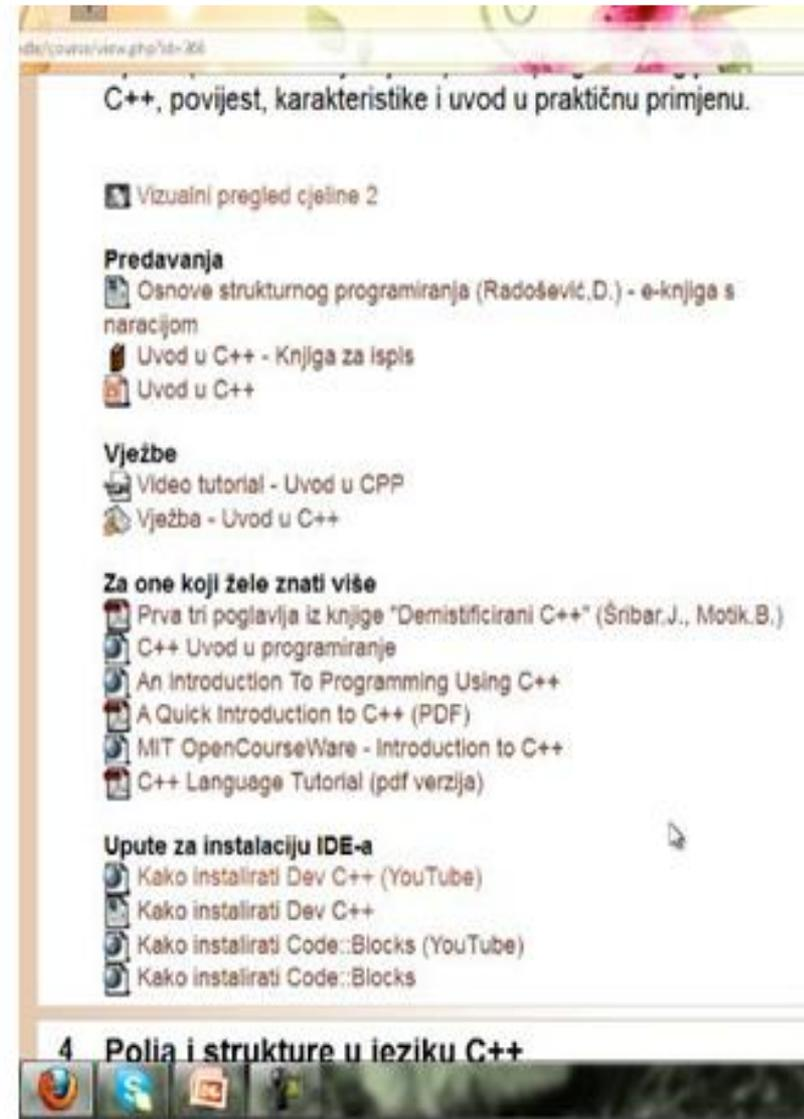 C++, povijest, karakteristike i uvod u praktičnu primjenu.
Vizualni pregled cjeline 2
Predavanja
Osnove strukturnog programiranja (Radošević,D.) - e-knjiga s
naracijom
Uvod u C++ - Knjiga za ispis
Uvod u C++
Vježbe
Video tutorial - Uvod u CPP
Vježba - Uvod u C++
Za one koji žele znati više
Prva tri poglavlja iz knjige "Demistificirani C++" (Šribar,J., Motik,B.)
C++ Uvod u programiranje
An Introduction To Programming Using C++
A Quick Introduction to C++ (PDF)
MIT OpenCourseWare - Introduction to C++
C++ Language Tutorial (pdf verzija)
Upute za instalaciju IDE-a
Kako instalirati Dev C++ (YouTube)
Kako instalirati Dev C++
Kako instalirati Code::Blocks (YouTube)
Kako instalirati Code::Blocks
4 Polja i strukture u jeziku C++